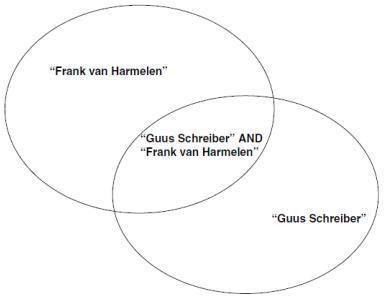 “Frank van Harmelen”
“Guus Schreiber” AND
“Frank van Harmelen”
“Guus Schreiber”